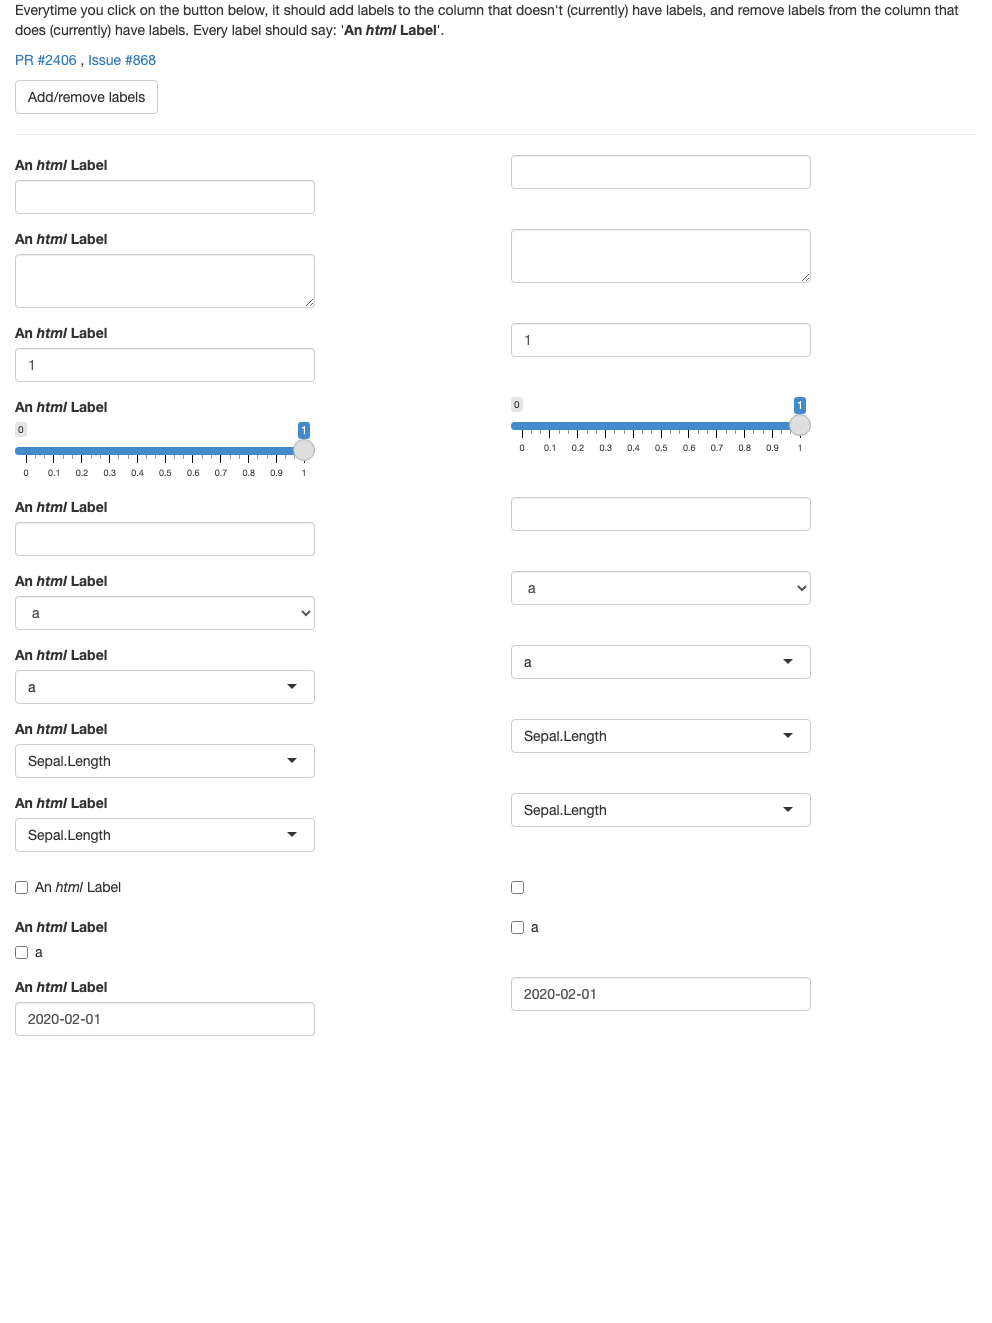 Everytime you click on the button below, it should add labels to the column that doesn't (currently) have labels, and remove labels from the column that
does (currently) have labels. Every label should say: 'An html Label'.
PR #2406 , Issue #868
Add/remove labels
An html Label
An html Label
An html Label
1
1
An html Label
0
1
0 0.1 0.2 0.3 0.4 0.5 0.6 0.7 0.8 0.9 1
0
1
0 0.1 0.2 0.3 0.4 0.5 0.6 0.7 0.8 0.9 1
An html Label
An html Label
a
a
An html Label
a
a
An html Label
Sepal.Length
Sepal.Length
An html Label
Sepal.Length
Sepal.Length
An html Label
An html Label
a
a
An html Label
2020-02-01
2020-02-01